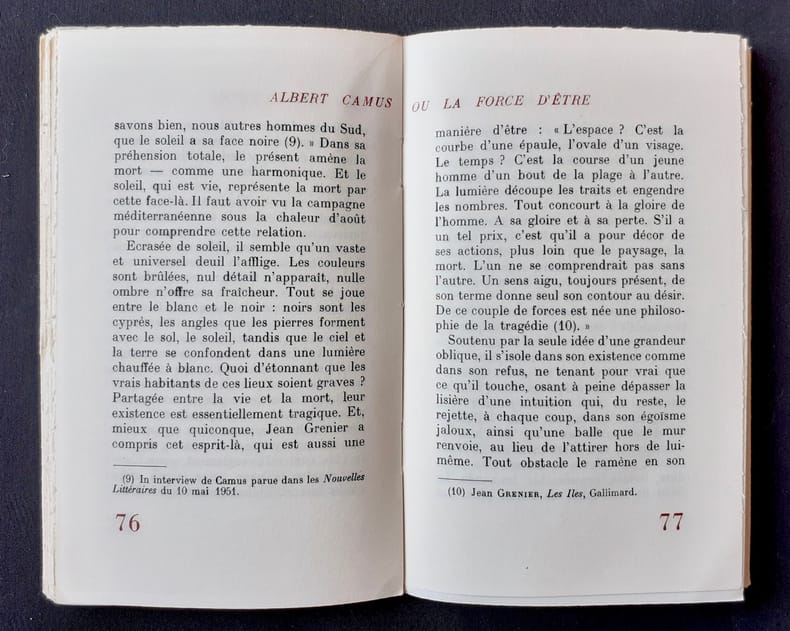 ALBERT CAMUS
savons bien, nous autres hommes du Sud,
que le soleil a sa face noire (9). » Dans sa
préhension totale, le présent amène la
mort — comme une harmonique. Et le
soleil, qui est vie, représente la mort par
cette face-là. Il faut avoir vu la campagne
méditerranéenne sous la chaleur d'août
pour comprendre cette relation.
Ecrasée de soleil, il semble qu'un vaste
et universel deuil l'afflige. Les couleurs
sont brûlées, nul détail n'apparaît, nulle
ombre n'offre sa fraîcheur. Tout se joue
entre le blanc et le noir : noirs sont les
cyprès, les angles que les pierres forment
avec le sol, le soleil, tandis que le ciel et
la terre se confondent dans une lumière
chauffée à blanc. Quoi d'étonnant que les
vrais habitants de ces lieux soient graves ?
Partagée entre la vie et la mort, leur
existence est essentiellement tragique. Et,
mieux que quiconque, Jean Grenier a
compris cet esprit-là, qui est aussi une
(9) In interview de Camus parue dans les Nouvelles
Littéraires du 10 mai 1951.
76
OU LA FORCE D'ÊTRE
manière d'être : « L'espace ? C'est la
courbe d'une épaule, l'ovale d'un visage.
Le temps ? C'est la course d'un jeune
homme d'un bout de la plage à l'autre.
La lumière découpe les traits et engendre
les nombres. Tout concourt à la gloire de
l'homme. A sa gloire et à sa perte. S'il a
un tel prix, c'est qu'il a pour décor de
ses actions, plus loin que le paysage, la
mort. L'un ne se comprendrait pas sans
l'autre. Un sens aigu, toujours présent, de
son terme donne seul son contour au désir.
De ce couple de forces est née une philoso-
phie de la tragédie (10). »
Soutenu par la seule idée d'une grandeur
oblique, il s'isole dans son existence comme
dans son refus, ne tenant pour vrai que
ce qu'il touche, osant à peine dépasser la
lisière d'une intuition qui, du reste, le
rejette, à chaque coup, dans son égoïsme
jaloux, ainsi qu'une balle que le mur
renvoie, au lieu de l'attirer hors de lui-
même. Tout obstacle le ramène en son
(10) Jean GRENIER, Les Iles, Gallimard.
77